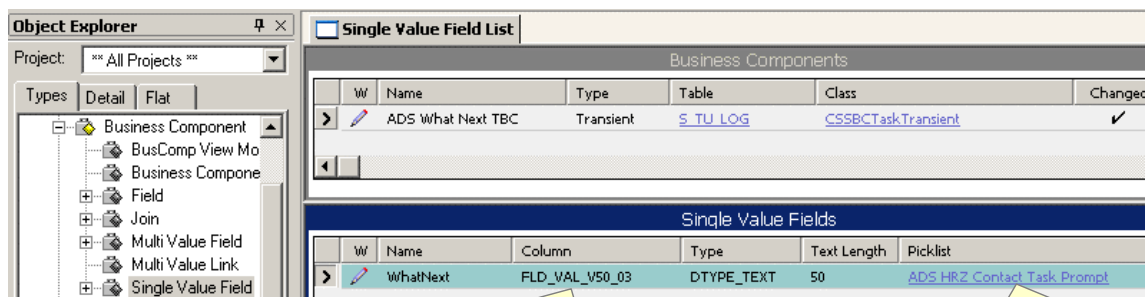 Object Explorer
Project: ** All Projects **
Types Detail Flat
Business Component
BusComp View Mo
Business Compone
Field
Join
Multi Value Field
Multi Value Link
Single Value Field
Single Value Field List
Business Components
W Name Type Table Class Changed
ADS What Next TBC Transient S_TU_LOG CSSBCTaskTransient
Single Value Fields
W Name Column Type Text Length Picklist
WhatNext FLD_VAL_V50_03 DTYPE_TEXT 50 ADS HRZ Contact Task Prompt